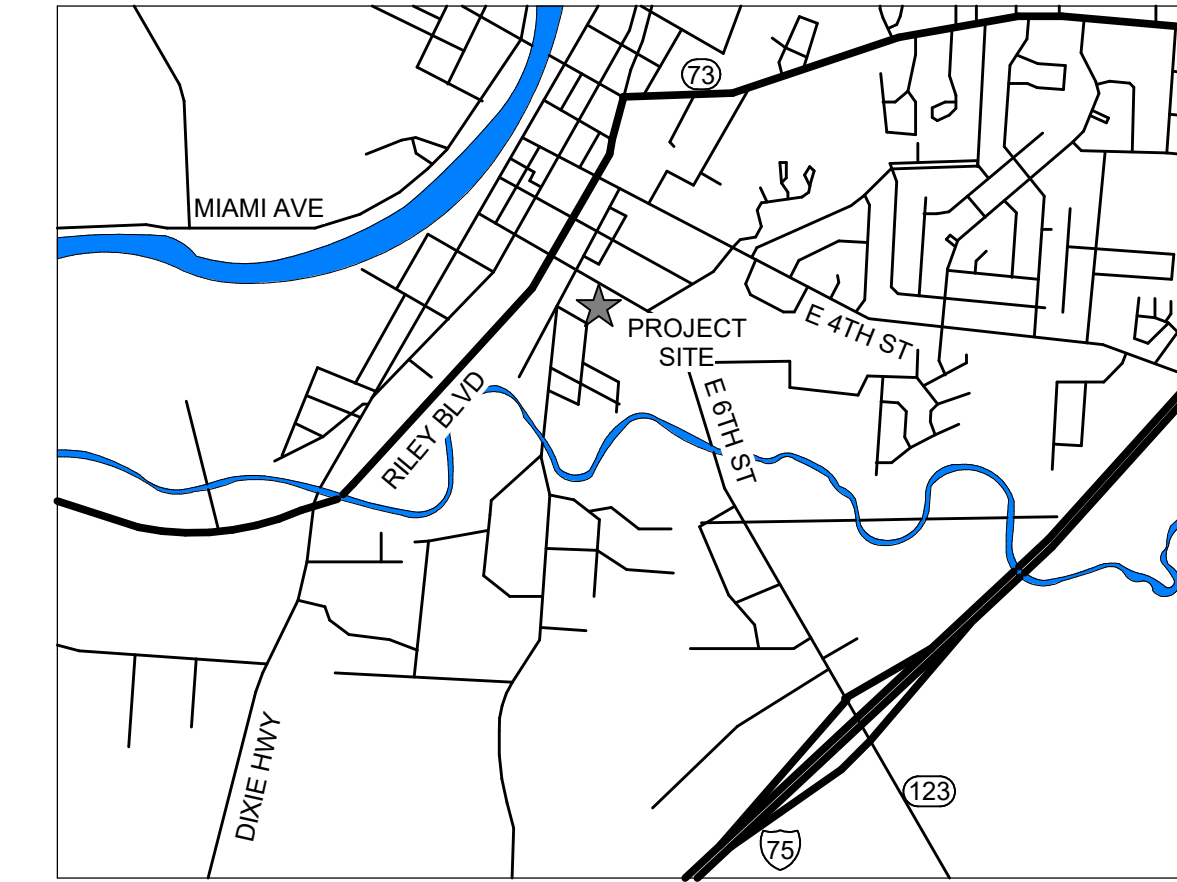 73
MIAMI AVE
E 4TH ST
PROJECT
SITE
E 6TH ST
RILEY BLVD
DIXIE HWY
123
75